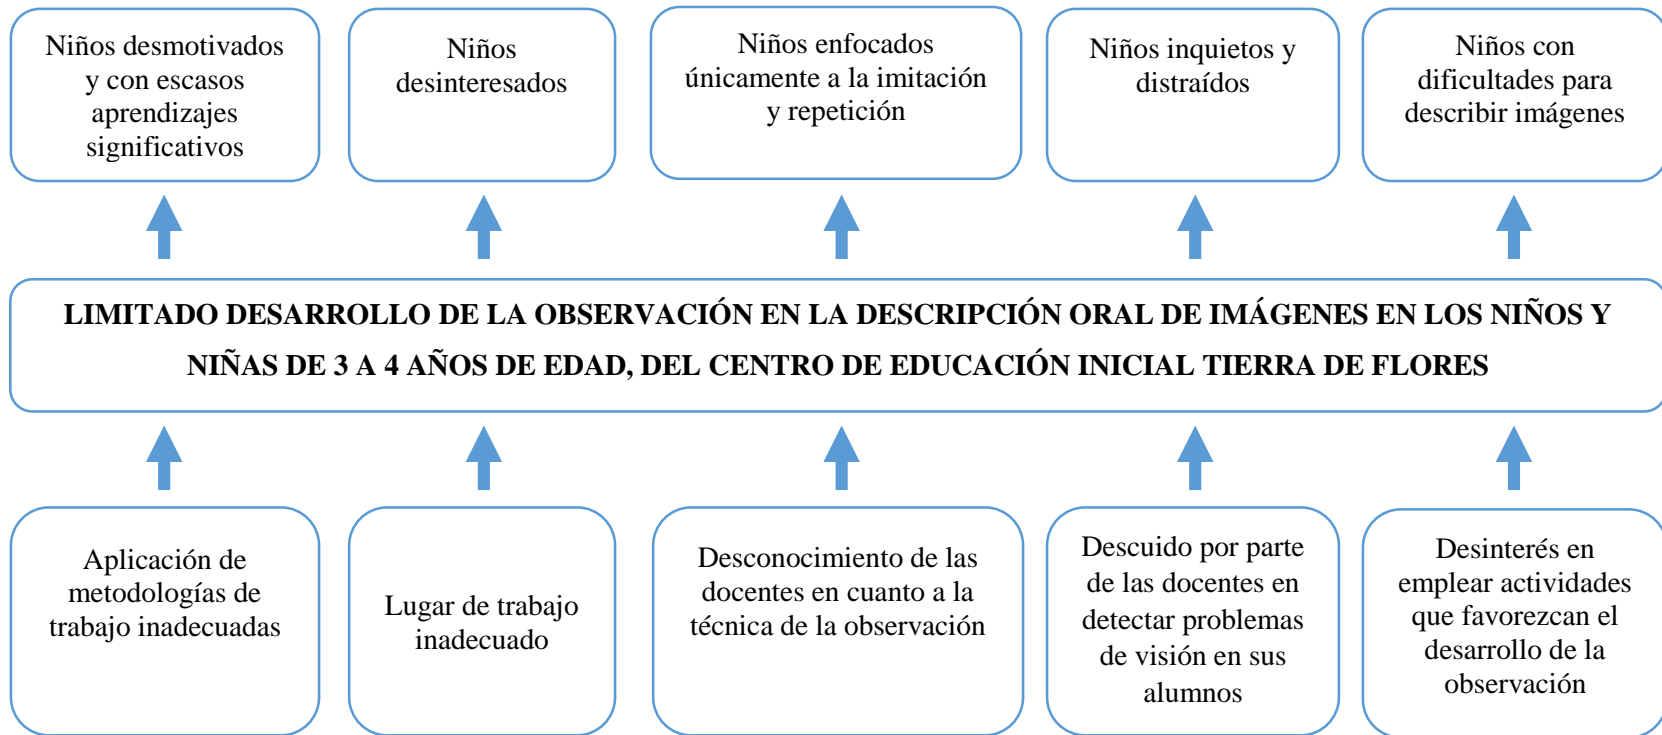 Niños desmotivados
y con escasos
aprendizajes
significativos
Niños
desinteresados
Niños enfocados
únicamente a la imitación
y repetición
Niños inquietos y
distraídos
Niños con
dificultades para
describir imágenes
LIMITADO DESARROLLO DE LA OBSERVACIÓN EN LA DESCRIPCIÓN ORAL DE IMÁGENES EN LOS NIÑOS Y
NIÑAS DE 3 A 4 AÑOS DE EDAD, DEL CENTRO DE EDUCACIÓN INICIAL TIERRA DE FLORES
Aplicación de
metodologías de
trabajo inadecuadas
Lugar de trabajo
inadecuado
Desconocimiento de las
docentes en cuanto a la
técnica de la observación
Descuido por parte
de las docentes en
detectar problemas
de visión en sus
alumnos
Desinterés en
emplear actividades
que favorezcan el
desarrollo de la
observación